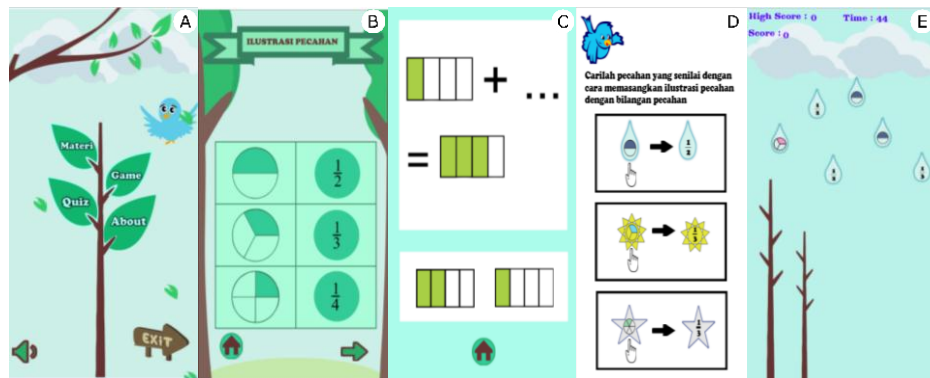 A
Materi
Game
Quiz
About
EXIT
B
ILUSTRASI PECAHAN
1/2
1/3
1/4
C
+ ...
=
D
Carilah pecahan yang senilai dengan
cara memasangkan ilustrasi pecahan
dengan bilangan pecahan
E
High Score : 0 Time : 44
Score : 0